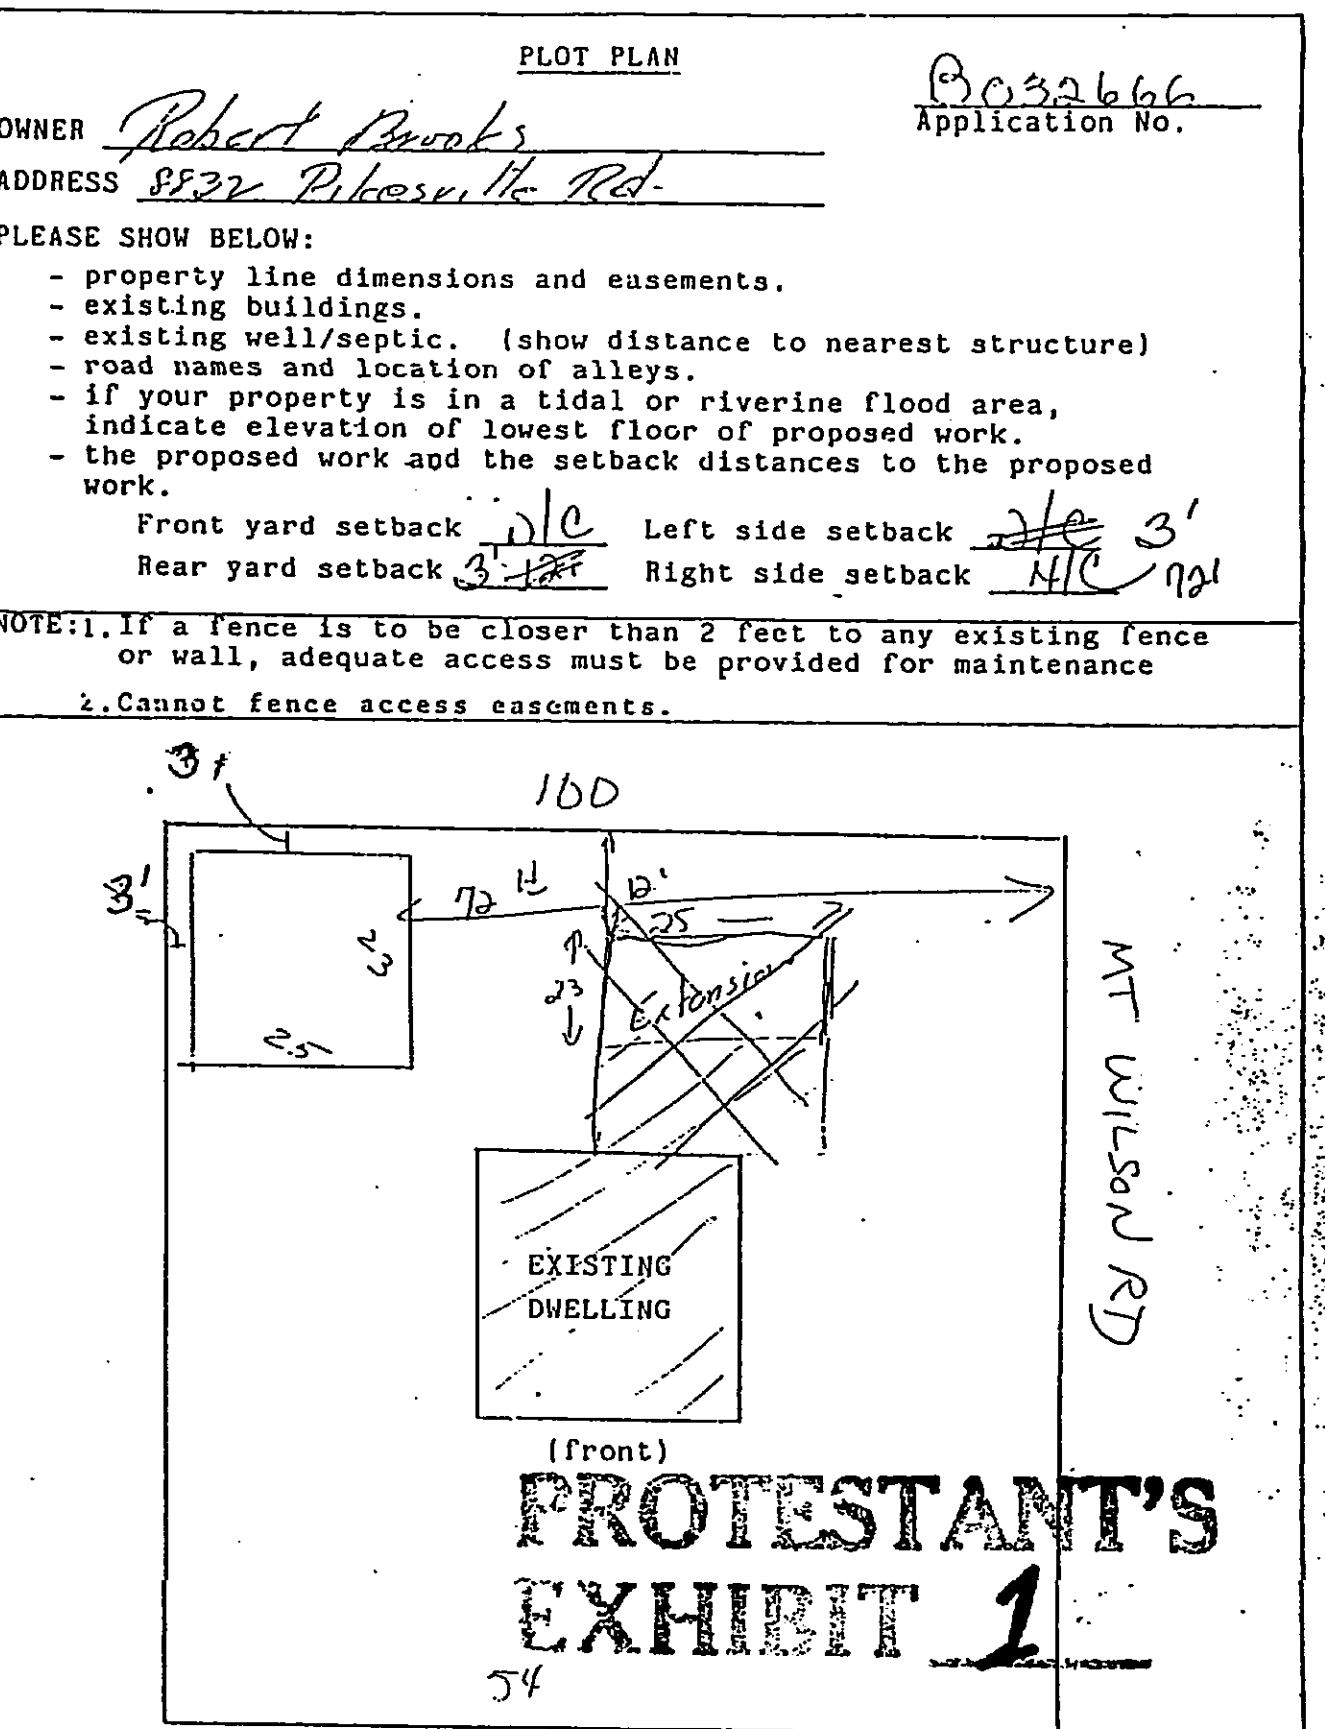 PLOT PLAN
B032666
Application No.
OWNER Robert Brooks
ADDRESS 8832 Pikesville Rd.
PLEASE SHOW BELOW:
- property line dimensions and easements.
- existing buildings.
- existing well/septic. (show distance to nearest structure)
- road names and location of alleys.
- if your property is in a tidal or riverine flood area,
indicate elevation of lowest floor of proposed work.
- the proposed work and the setback distances to the proposed
work.
Front yard setback N/C Left side setback N/C 3'
Rear yard setback 3' Right side setback N/C 72'
NOTE:1. If a fence is to be closer than 2 feet to any existing fence
or wall, adequate access must be provided for maintenance
2. Cannot fence access easements.
3'
100
3'
72
12'
25
23
23
Extension
25
MT WILSON RD
EXISTING
DWELLING
(front)
PROTESTANT'S
EXHIBIT 1
54